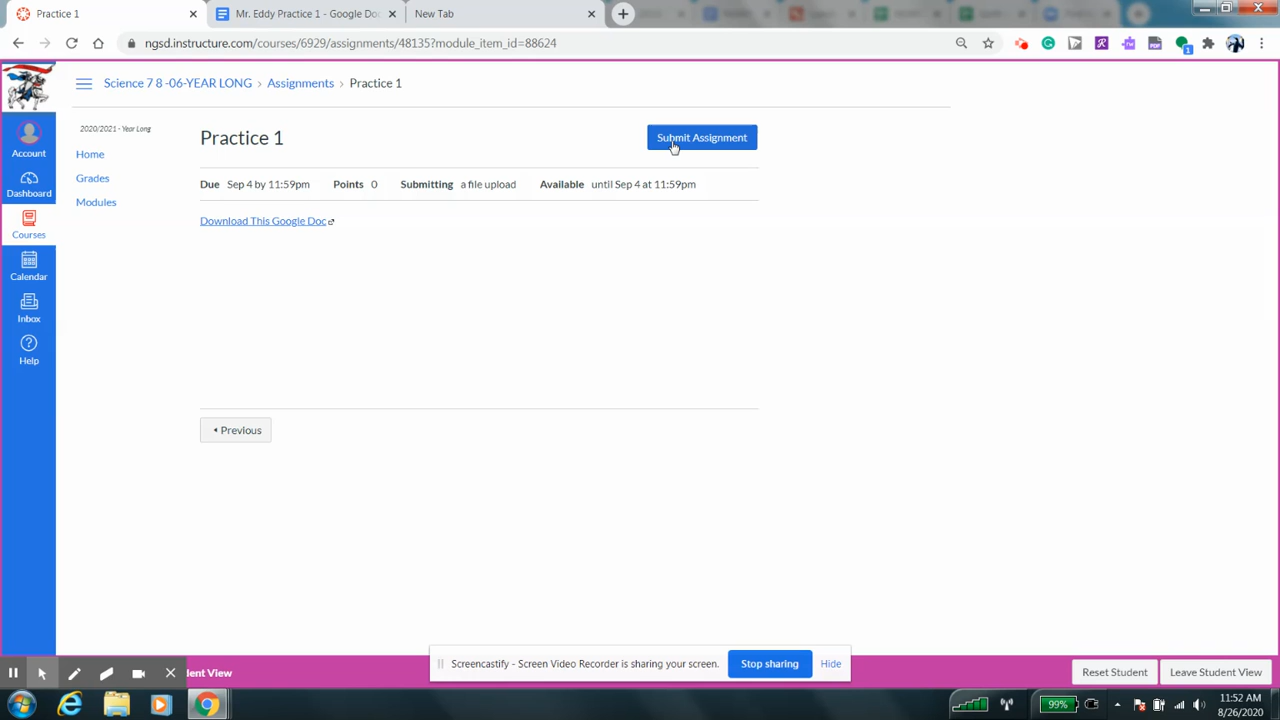 Practice 1
Mr. Eddy Practice 1 - Google Do
New Tab
ngsd.instructure.com/courses/6929/assignments/48135?module_item_id=88624
Science 7 8 -06-YEAR LONG › Assignments › Practice 1
2020/2021 - Year Long
Home
Grades
Modules
Account
Dashboard
Courses
Calendar
Inbox
Help
Practice 1
Submit Assignment
Due Sep 4 by 11:59pm Points 0 Submitting a file upload Available until Sep 4 at 11:59pm
Download This Google Doc
Previous
dent View
Screencastify - Screen Video Recorder is sharing your screen.
Stop sharing
Hide
Reset Student
Leave Student View
99%
11:52 AM
8/26/2020